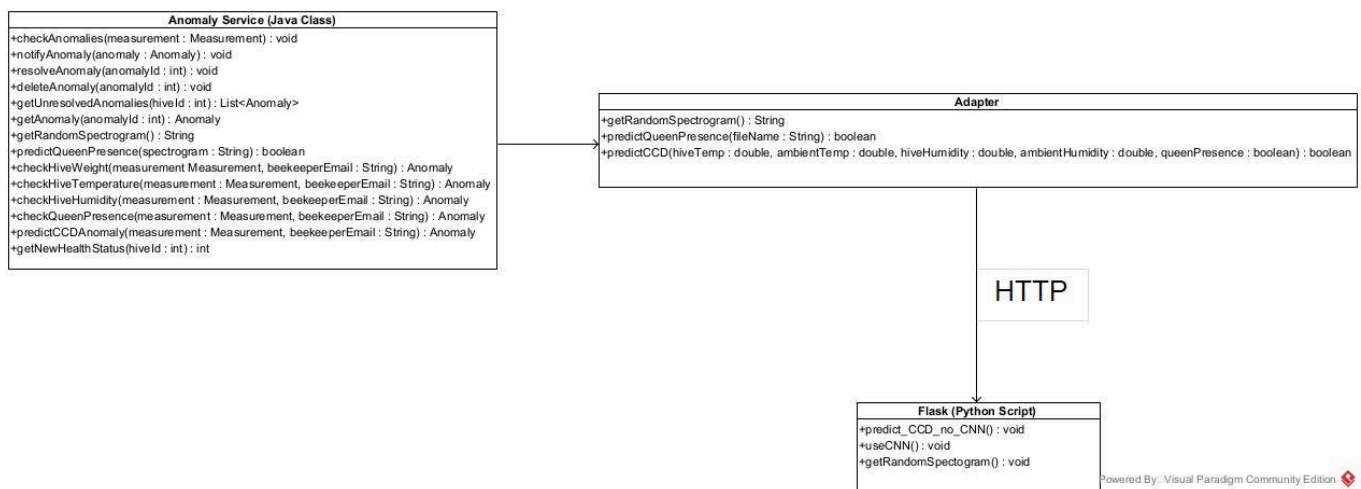 Anomaly Service (Java Class)
+checkAnomalies(measurement : Measurement) : void
+notifyAnomaly(anomaly : Anomaly) : void
+resolveAnomaly(anomalyId : int) : void
+deleteAnomaly(anomalyId : int) : void
+getUnresolvedAnomalies(hiveId : int) : List<Anomaly>
+getAnomaly(anomalyId : int) : Anomaly
+getRandomSpectrogram() : String
+predictQueenPresence(spectrogram : String) : boolean
+checkHiveWeight(measurement Measurement, beekeeperEmail : String) : Anomaly
+checkHiveTemperature(measurement : Measurement, beekeeperEmail : String) : Anomaly
+checkHiveHumidity(measurement : Measurement, beekeeperEmail : String) : Anomaly
+checkQueenPresence(measurement : Measurement, beekeeperEmail : String) : Anomaly
+predictCCDAnomaly(measurement : Measurement, beekeeperEmail : String) : Anomaly
+getNewHealthStatus(hiveId : int) : int
Adapter
+getRandomSpectrogram() : String
+predictQueenPresence(fileName : String) : boolean
+predictCCD(hiveTemp : double, ambientTemp : double, hiveHumidity : double, ambientHumidity : double, queenPresence : boolean) : boolean
HTTP
Flask (Python Script)
+predict_CCD_no_CNN() : void
+useCNN() : void
+getRandomSpectogram() : void
Powered By Visual Paradigm Community Edition